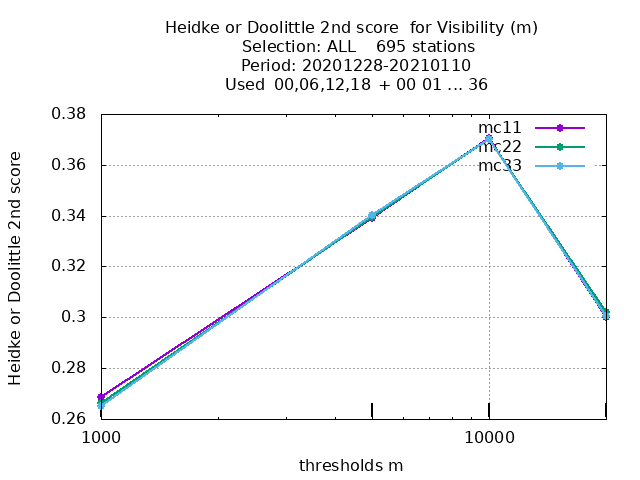 Heidke or Doolittle 2nd score  for Visibility (m)
Selection: ALL    695 stations
Period: 20201228-20210110
Used  00,06,12,18  + 00 01 ... 36
0.38
0.36
0.34
0.32
0.3
0.28
0.26
Heidke or Doolittle 2nd score
mc11
mc22
mc33
1000
10000
thresholds m